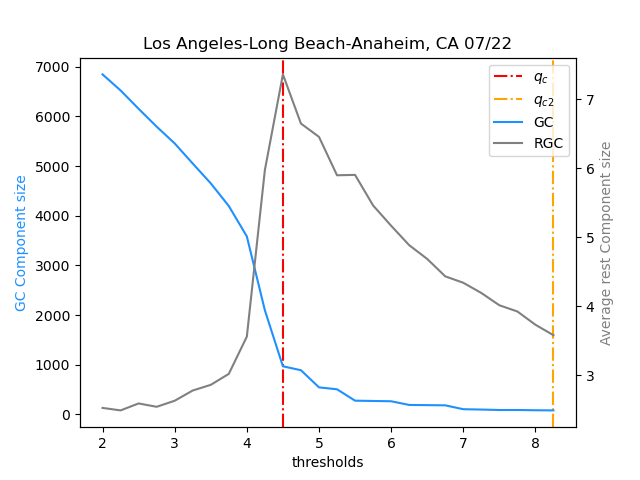 Los Angeles-Long Beach-Anaheim, CA 07/22
GC Component size
7000
6000
5000
4000
3000
2000
1000
0
2
3
4
5
6
7
8
thresholds
7
6
5
4
3
Average rest Component size
q_c
q_c2
GC
RGC